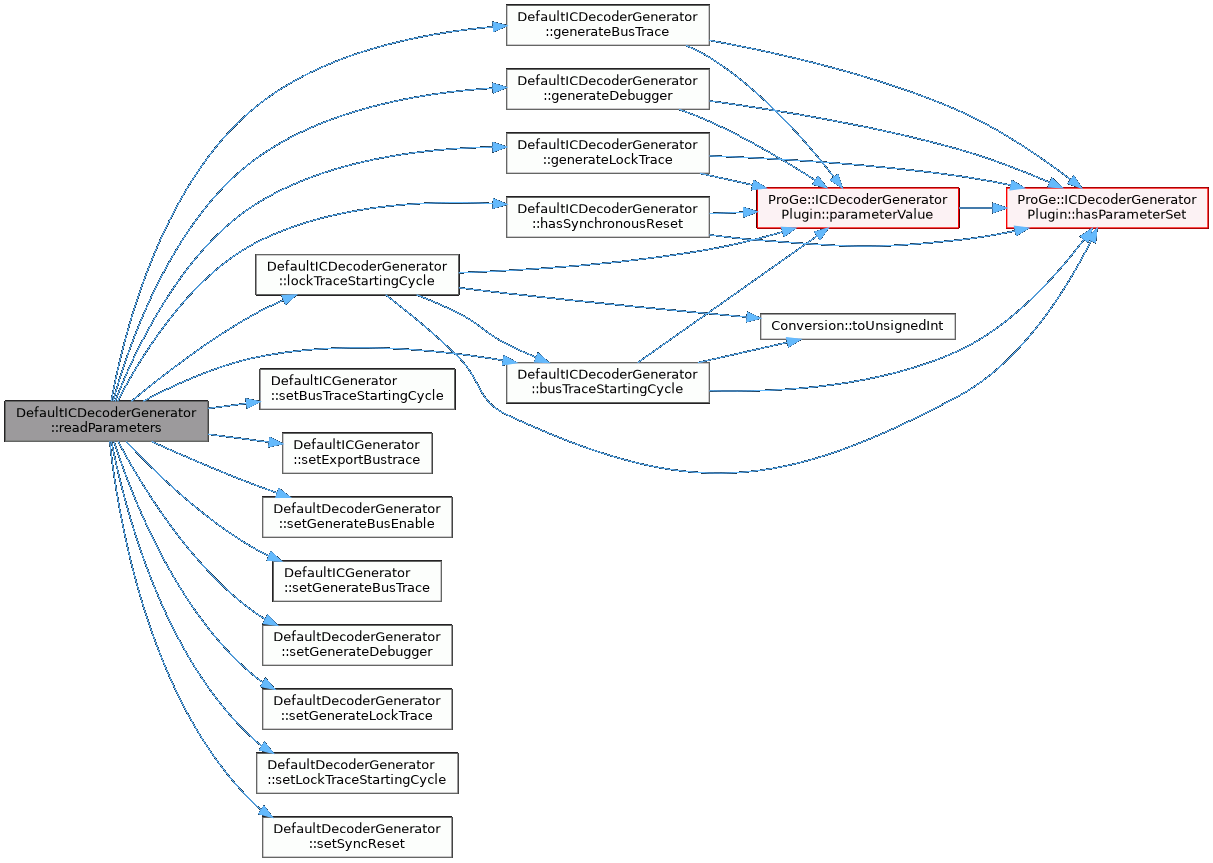 DefaultICDecoderGenerator
::generateBusTrace
DefaultICDecoderGenerator
::generateDebugger
DefaultICDecoderGenerator
::generateLockTrace
ProGe::ICDecoderGenerator
Plugin::parameterValue
ProGe::ICDecoderGenerator
Plugin::hasParameterSet
DefaultICDecoderGenerator
::hasSynchronousReset
DefaultICDecoderGenerator
::lockTraceStartingCycle
Conversion::toUnsignedInt
DefaultICDecoderGenerator
::busTraceStartingCycle
DefaultICGenerator
::setBusTraceStartingCycle
DefaultICDecoderGenerator
::readParameters
DefaultICGenerator
::setExportBustrace
DefaultDecoderGenerator
::setGenerateBusEnable
DefaultICGenerator
::setGenerateBusTrace
DefaultDecoderGenerator
::setGenerateDebugger
DefaultDecoderGenerator
::setGenerateLockTrace
DefaultDecoderGenerator
::setLockTraceStartingCycle
DefaultDecoderGenerator
::setSyncReset